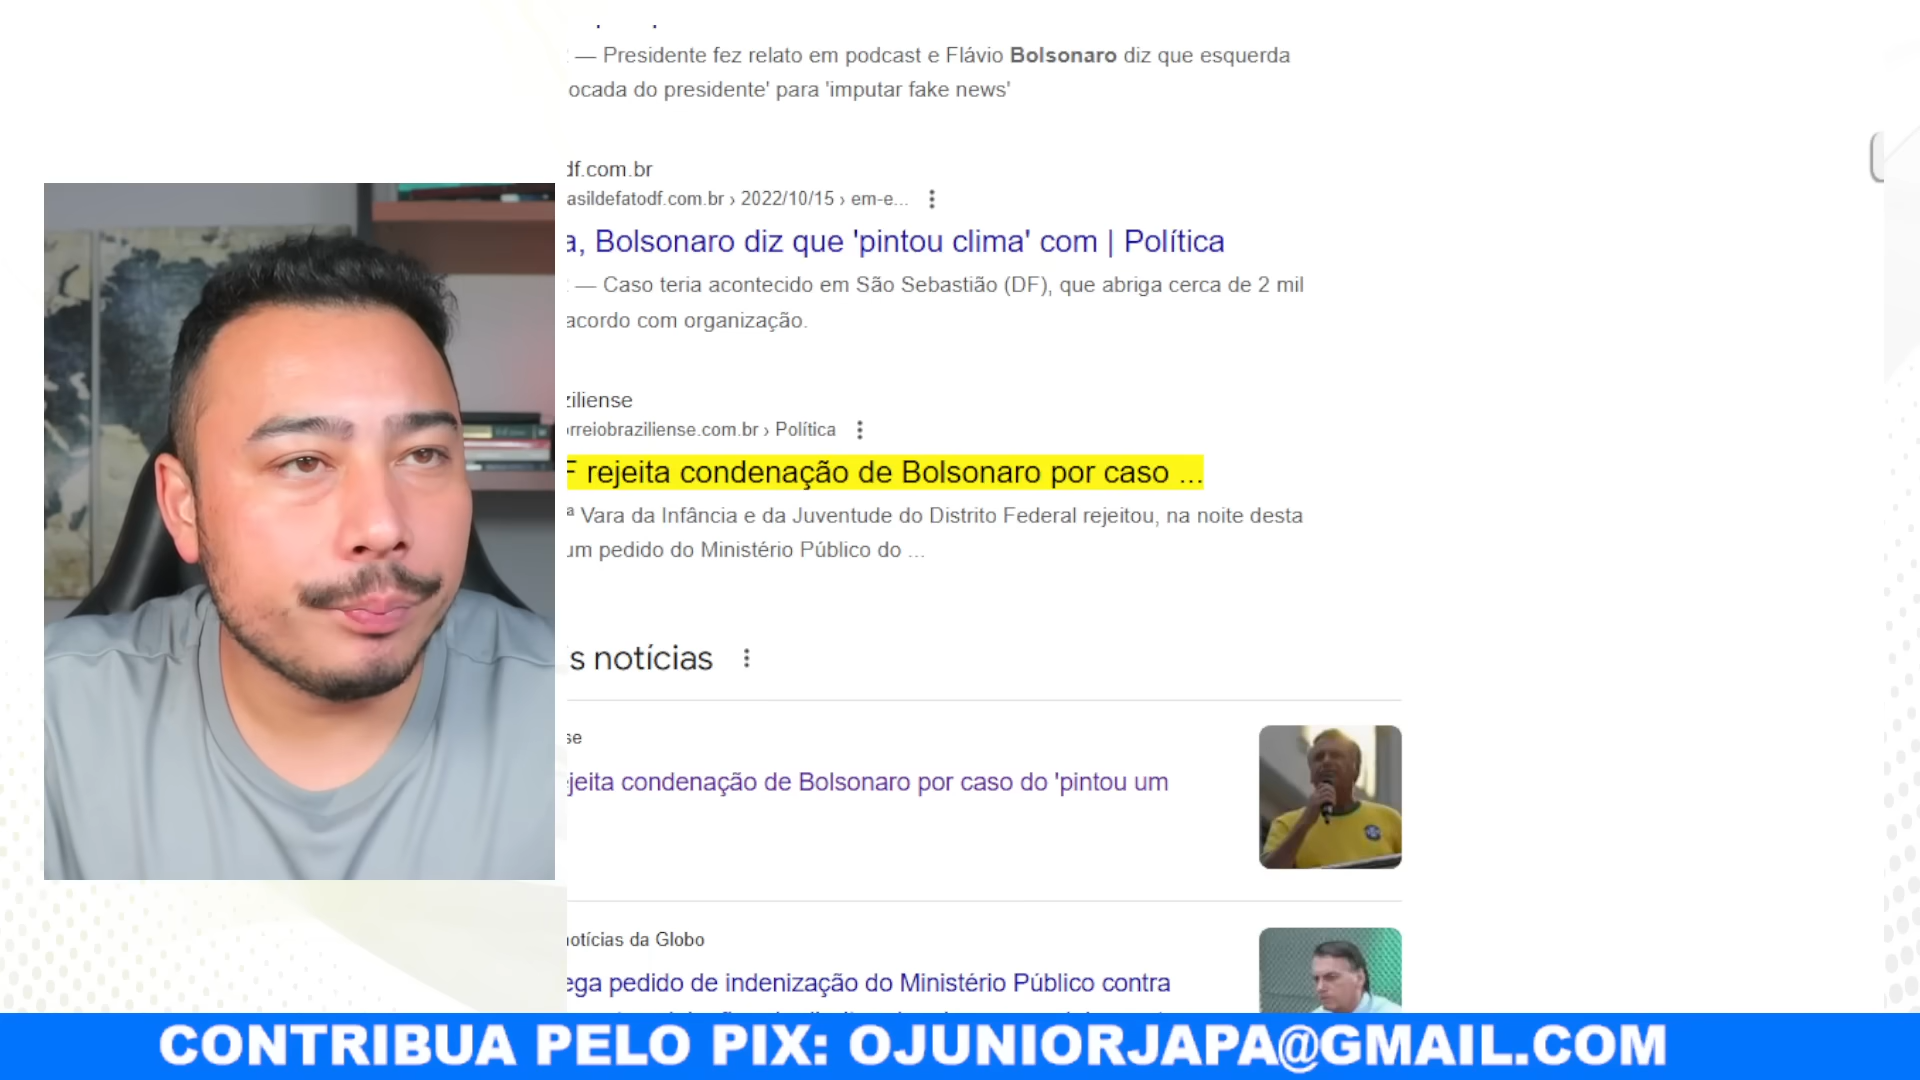 — Presidente fez relato em podcast e Flávio Bolsonaro diz que esquerda
ocada do presidente' para 'imputar fake news'
df.com.br
asildefatodf.com.br › 2022/10/15 › em-e...
a, Bolsonaro diz que 'pintou clima' com | Política
— Caso teria acontecido em São Sebastião (DF), que abriga cerca de 2 mil
acordo com organização.
ziliense
orreiobraziliense.com.br › Política
F rejeita condenação de Bolsonaro por caso ...
ª Vara da Infância e da Juventude do Distrito Federal rejeitou, na noite desta
um pedido do Ministério Público do ...
s notícias
se
ejeita condenação de Bolsonaro por caso do 'pintou um
notícias da Globo
ega pedido de indenização do Ministério Público contra
CONTRIBUA PELO PIX: OJUNIORJAPA@GMAIL.COM